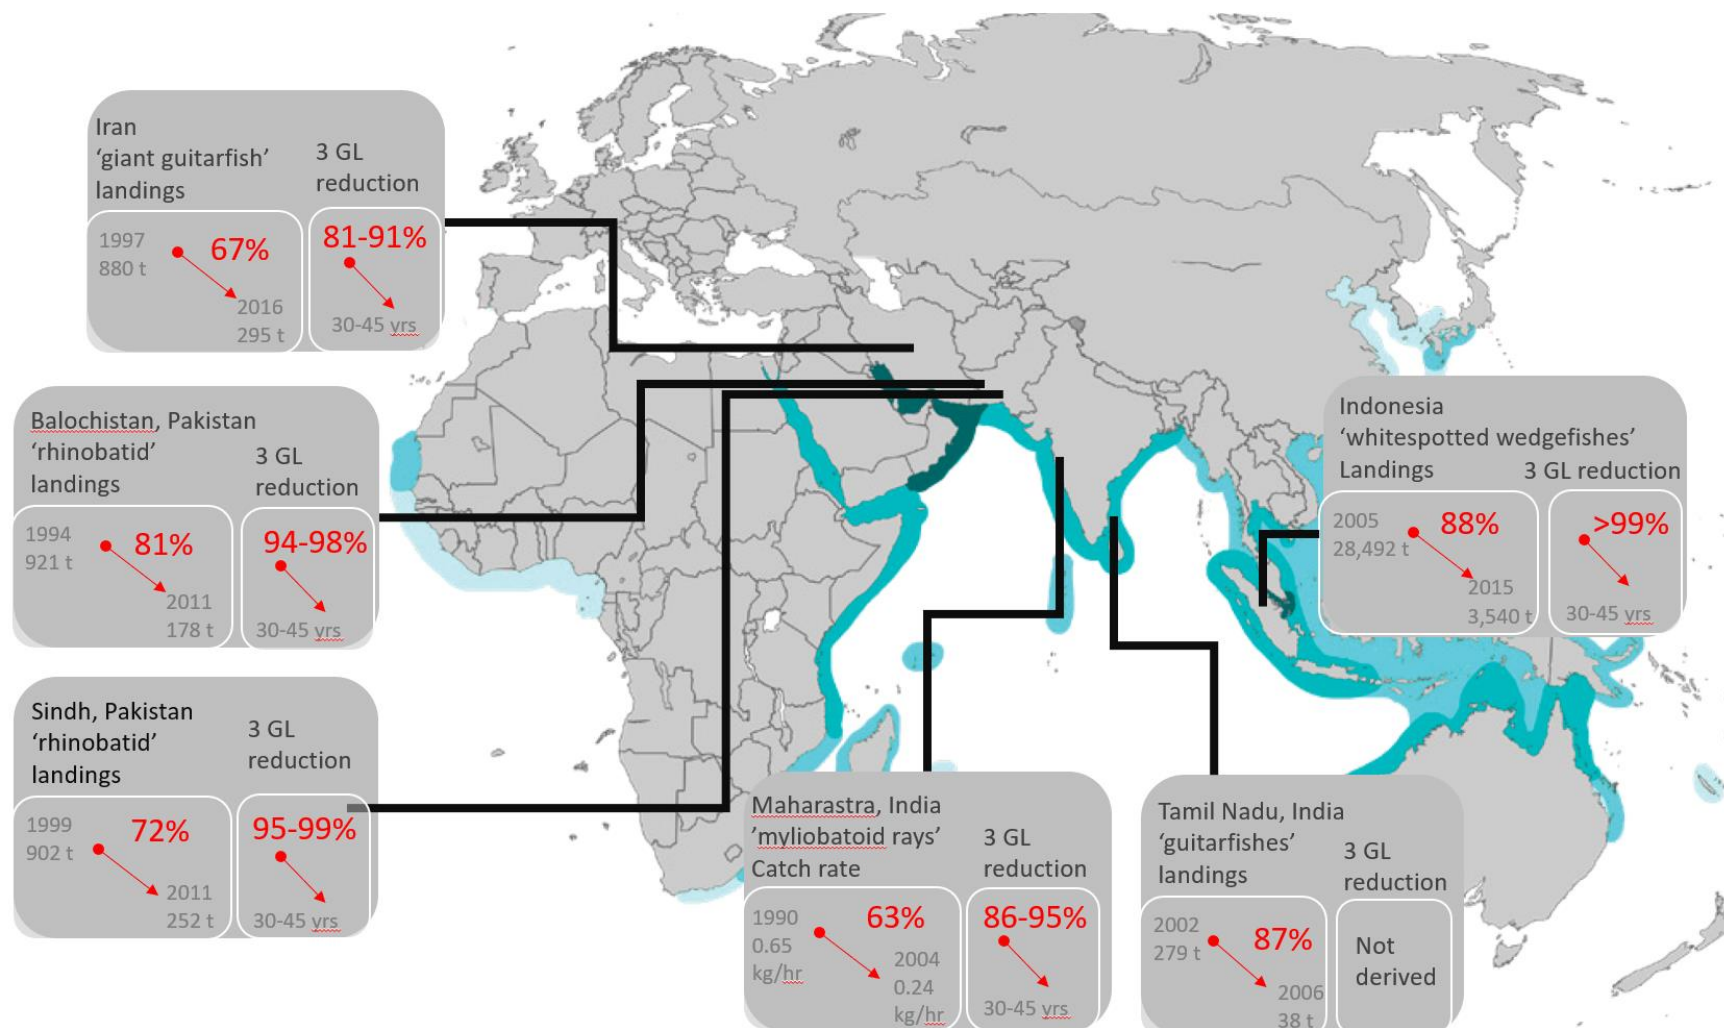 Iran
‘giant guitarfish’
landings
3 GL
reduction
1997
880 t
67%
2016
295 t
81-91%
30-45 yrs
Balochistan, Pakistan
‘rhinobatid’
landings
3 GL
reduction
1994
921 t
81%
2011
178 t
94-98%
30-45 yrs
Sindh, Pakistan
‘rhinobatid’
landings
3 GL
reduction
1999
902 t
72%
2011
252 t
95-99%
30-45 yrs
Maharastra, India
'myliobatoid rays’
Catch rate
3 GL
reduction
1990
0.65
kg/hr
63%
2004
0.24
kg/hr
86-95%
30-45 yrs
Tamil Nadu, India
‘guitarfishes’
landings
3 GL
reduction
2002
279 t
87%
2006
38 t
Not
derived
Indonesia
‘whitespotted wedgefishes’
Landings
3 GL reduction
2005
28,492 t
88%
2015
3,540 t
>99%
30-45 yrs